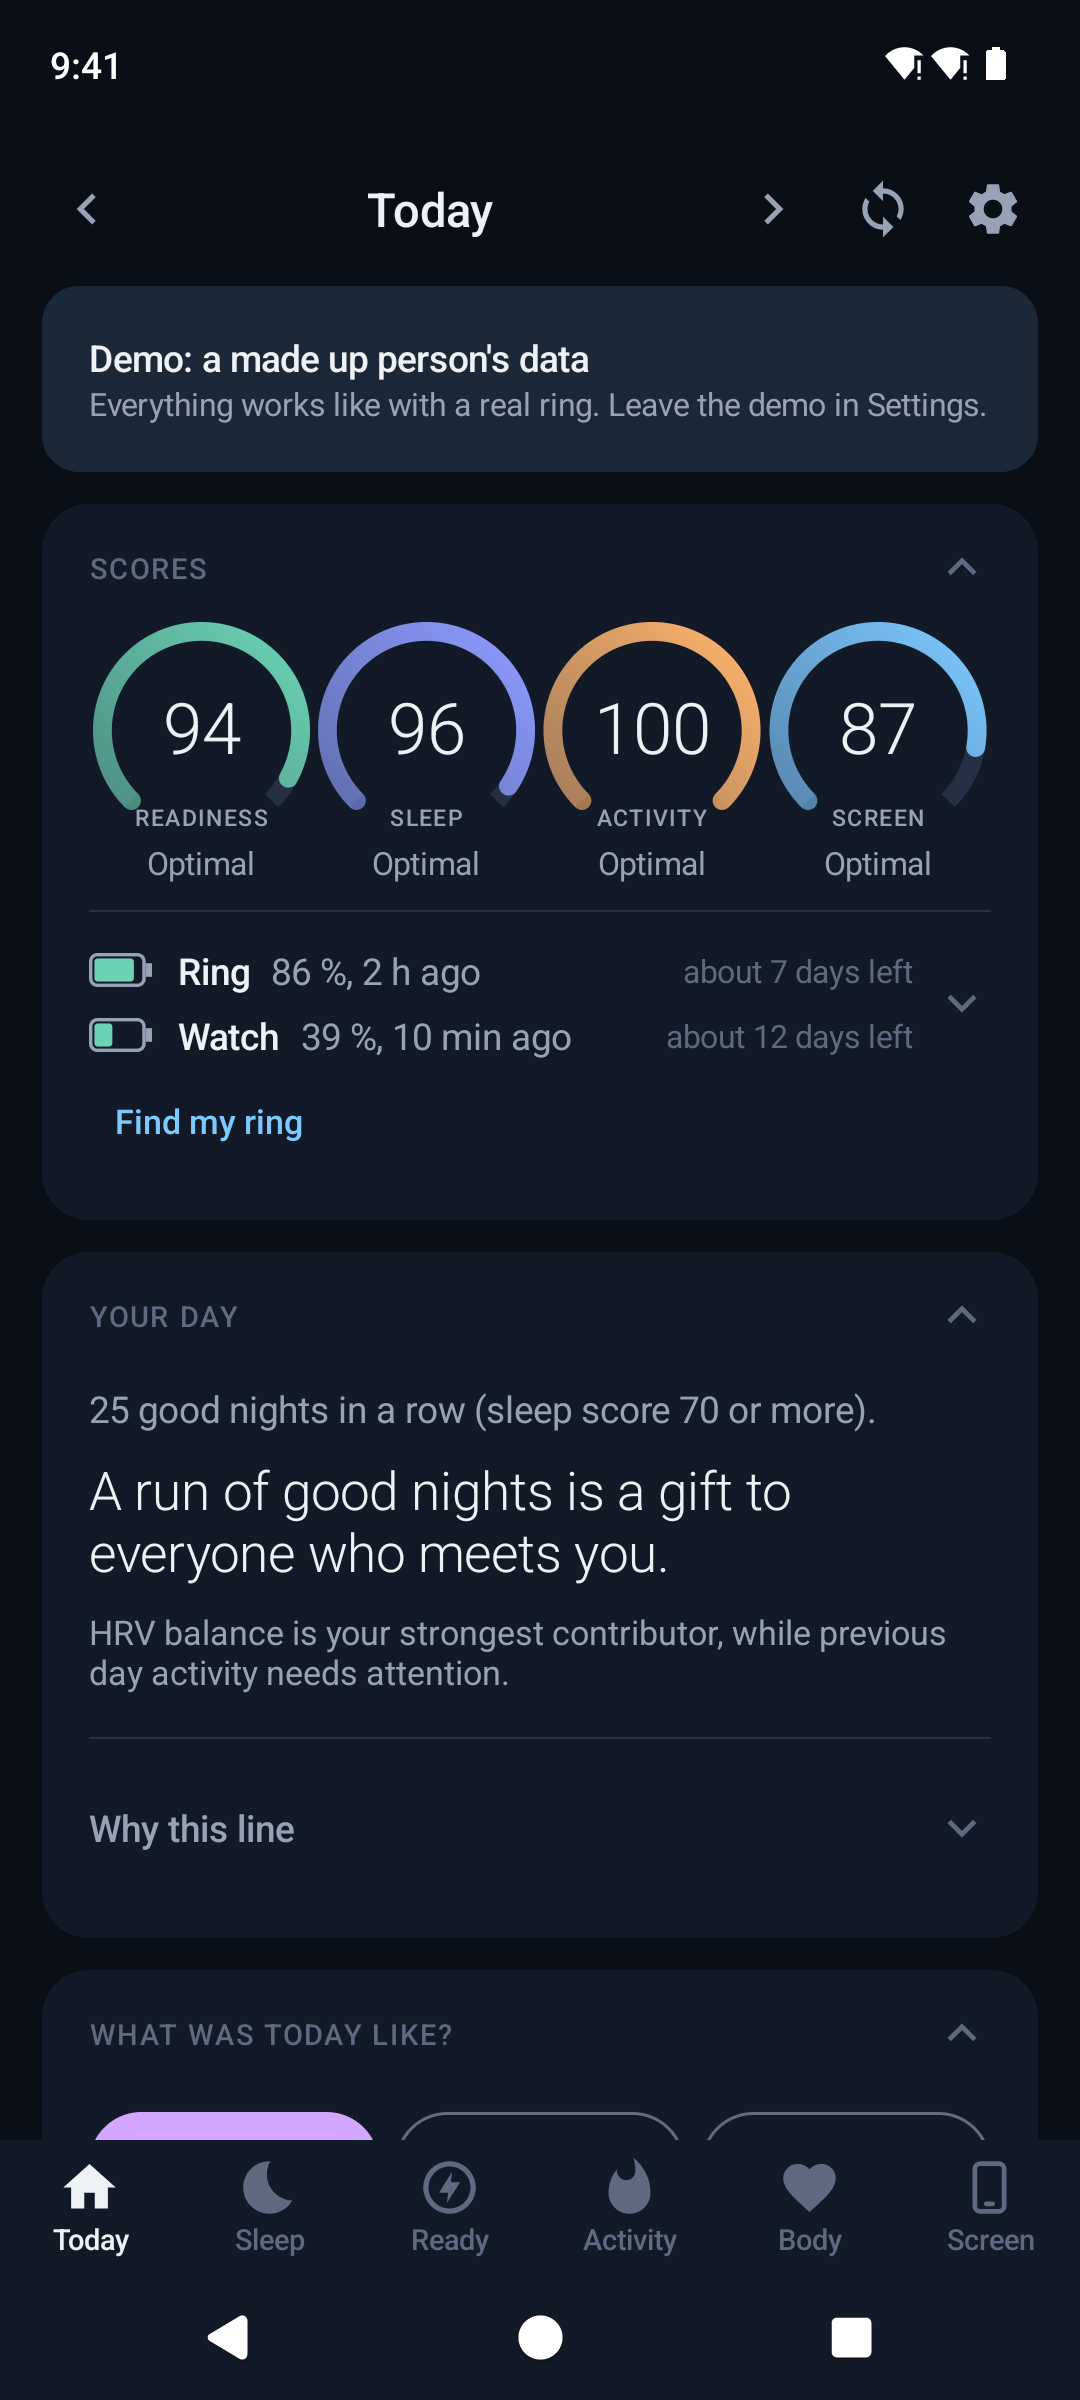 9:41
Today
Demo: a made up person's data
Everything works like with a real ring. Leave the demo in Settings.
SCORES
94 96 100 87
READINESS SLEEP ACTIVITY SCREEN
Optimal Optimal Optimal Optimal
Ring 86 %, 2 h ago about 7 days left
Watch 39 %, 10 min ago about 12 days left
Find my ring
YOUR DAY
25 good nights in a row (sleep score 70 or more).
A run of good nights is a gift to
everyone who meets you.
HRV balance is your strongest contributor, while previous
day activity needs attention.
Why this line
WHAT WAS TODAY LIKE?
Today Sleep Ready Activity Body Screen